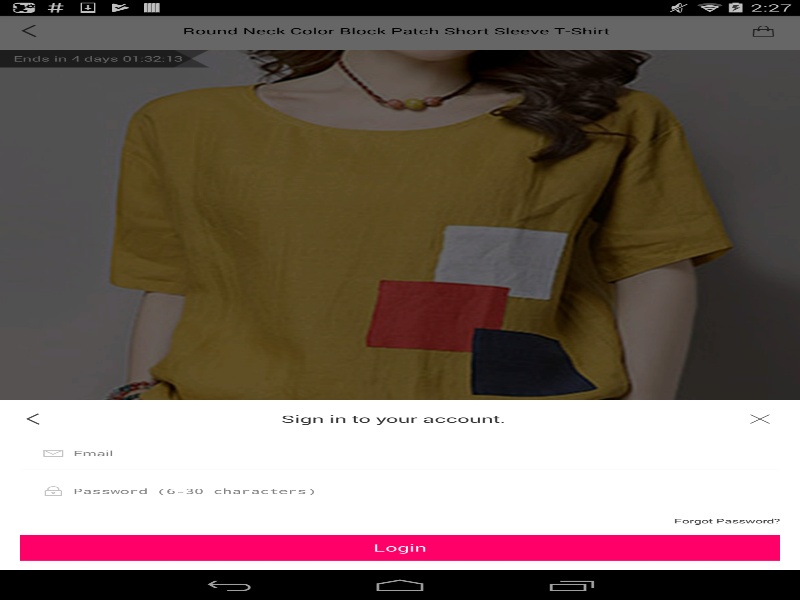 2:27
Round Neck Color Block Patch Short Sleeve T-Shirt
Ends in 4 days 01:32:13
Sign in to your account.
Email
Password (6-30 characters)
Forgot Password?
Login